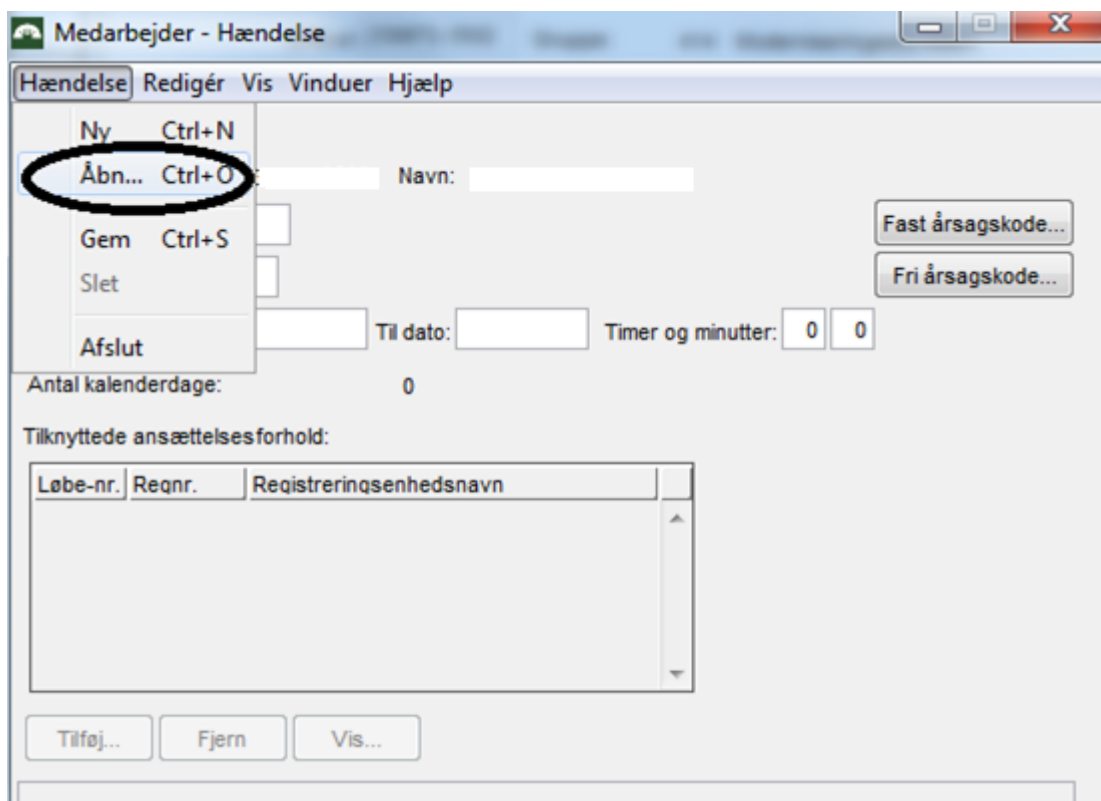 Medarbejder - Hændelse
Hændelse Redigér Vis Vinduer Hjælp
Ny Ctrl+N
Åbn... Ctrl+O
Navn:
Gem Ctrl+S
Fast årsagskode...
Slet
Fri årsagskode...
Til dato: Timer og minutter: 0 0
Afslut
Antal kalenderdage: 0
Tilknyttede ansættelsesforhold:
Løbe-nr. Regnr. Registreringsenhedsnavn
Tilføj... Fjern Vis...